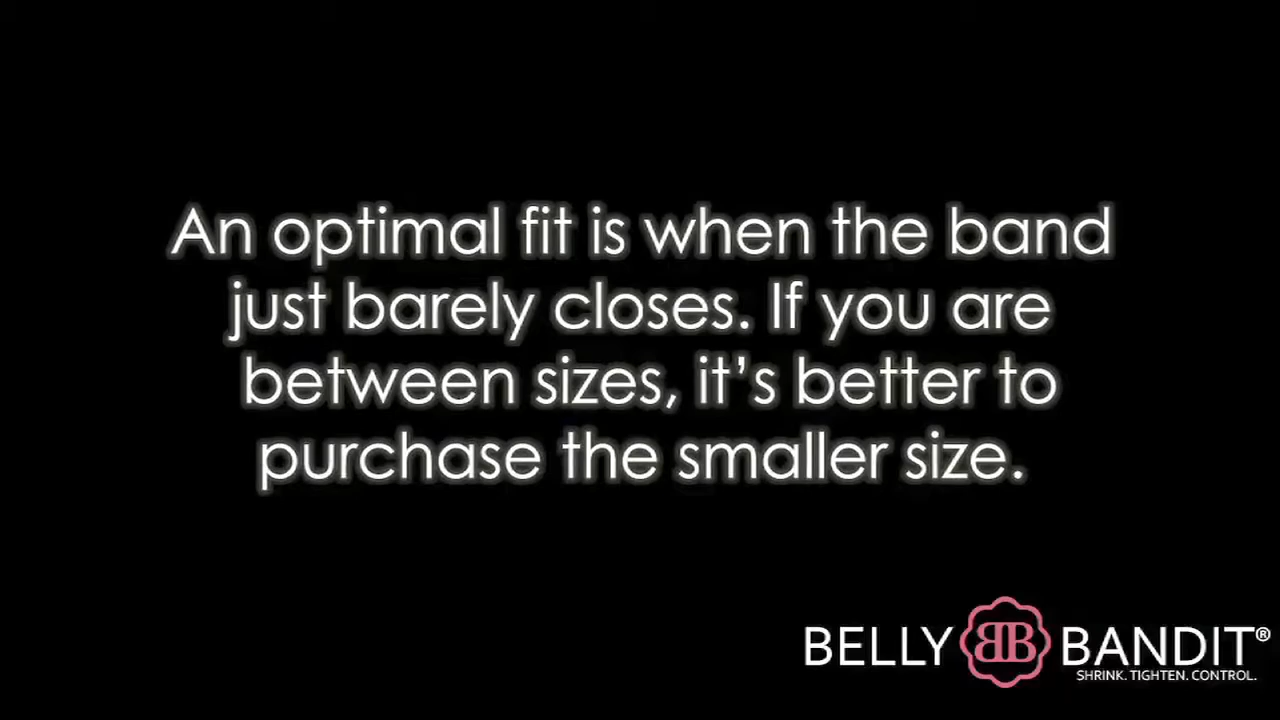 An optimal fit is when the band
just barely closes. If you are
between sizes, it’s better to
purchase the smaller size.
BELLY BB BANDIT®
SHRINK. TIGHTEN. CONTROL.